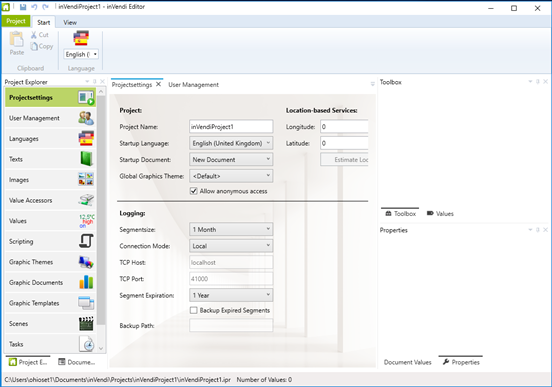 inVendiProject1 - inVendi Editor
Project Start View
Paste
Cut
Copy
English (
Clipboard Language
Project Explorer
Projectsettings
User Management
Languages
Texts
Images
Value Accessors
Values
12,5°C
high
on
Scripting
Graphic Themes
Graphic Documents
Graphic Templates
Scenes
Tasks
Project E... Docume...
Projectsettings User Management
Project: Location-based Services:
Project Name: inVendiProject1 Longitude: 0
Startup Language: English (United Kingdom) Latitude: 0
Startup Document: New Document Estimate Loc
Global Graphics Theme: <Default>
Allow anonymous access
Logging:
Segmentsize: 1 Month
Connection Mode: Local
TCP Host: localhost
TCP Port: 41000
Segment Expiration: 1 Year
Backup Expired Segments
Backup Path:
Toolbox
Toolbox Values
Properties
Document Values Properties
C:\Users\ohioset1\Documents\inVendi\Projects\inVendiProject1\inVendiProject1.ipr Number of Values: 0